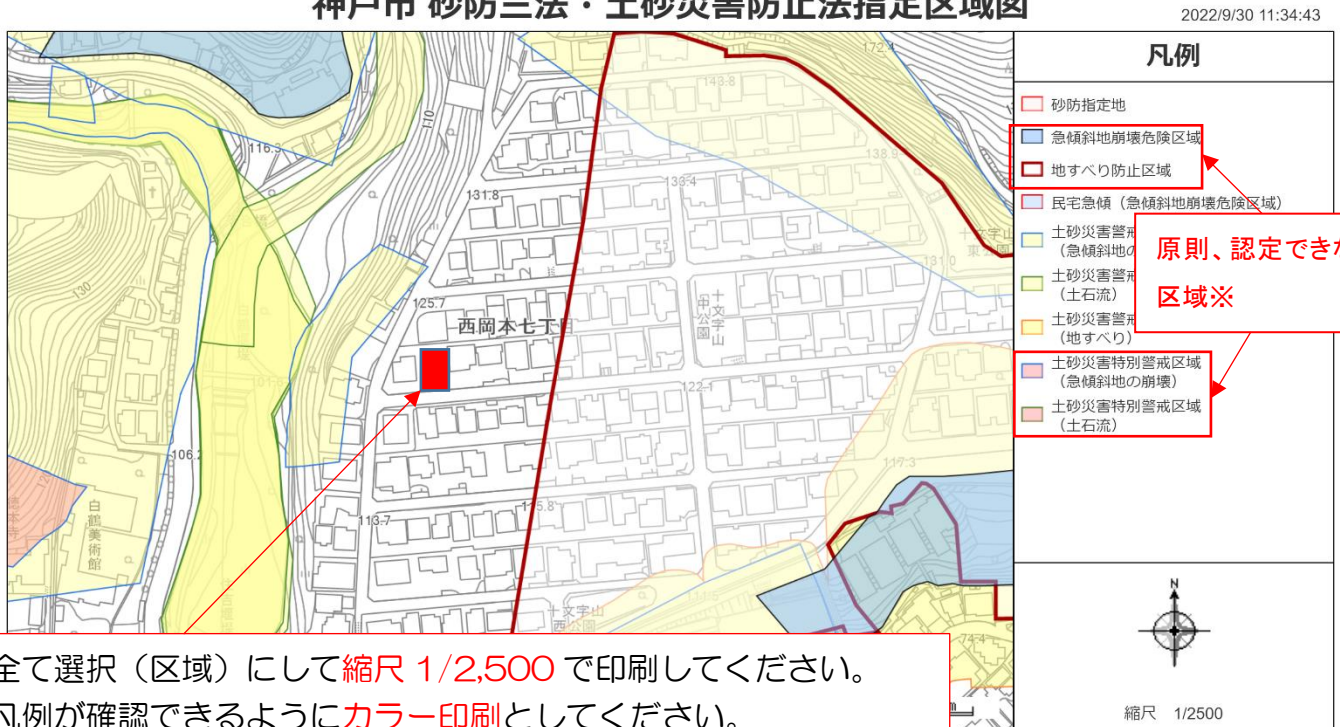 神戸市 砂防三法・土砂災害防止法指定区域図
2022/9/30 11:34:43
凡例
砂防指定地
急傾斜地崩壊危険区域
地すべり防止区域
民宅急傾（急傾斜地崩壊危険区域）
土砂災害警戒
（急傾斜地の
土砂災害警戒
（土石流）
土砂災害警戒
（地すべり）
土砂災害特別警戒区域
（急傾斜地の崩壊）
土砂災害特別警戒区域
（土石流）
原則、認定できな
区域※
縮尺 1/2500
N
172.4
143.8
138.9
133.4
131.8
131.0
116.3
110
130
125.7
122.1
117.3
115.8
113.7
106.2
74.4
西岡本七丁目
十文字山
中公園
十文字山
東公園
十文字山
西公園
白鶴美術館
全て選択（区域）にして縮尺 1/2,500 で印刷してください。
凡例が確認できるようにカラー印刷としてください。